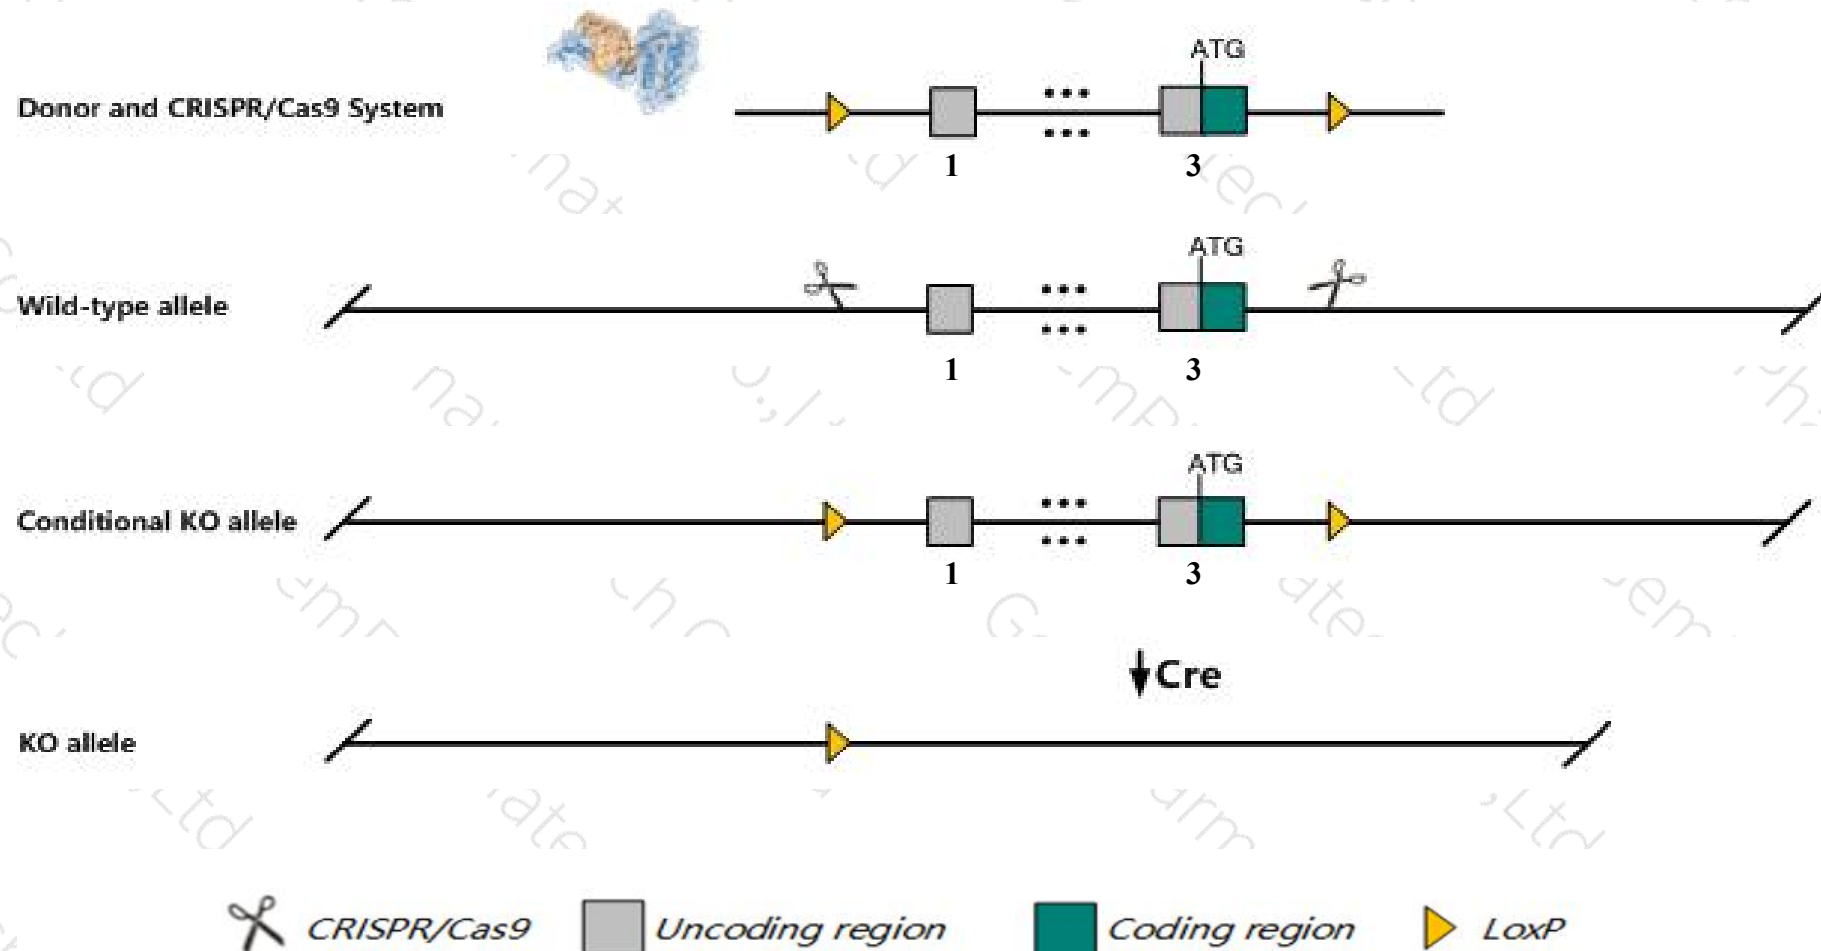 ATG
Donor and CRISPR/Cas9 System
1 3
ATG
Wild-type allele
1 3
ATG
Conditional KO allele
1 3
Cre
KO allele
CRISPR/Cas9 Uncoding region Coding region LoxP